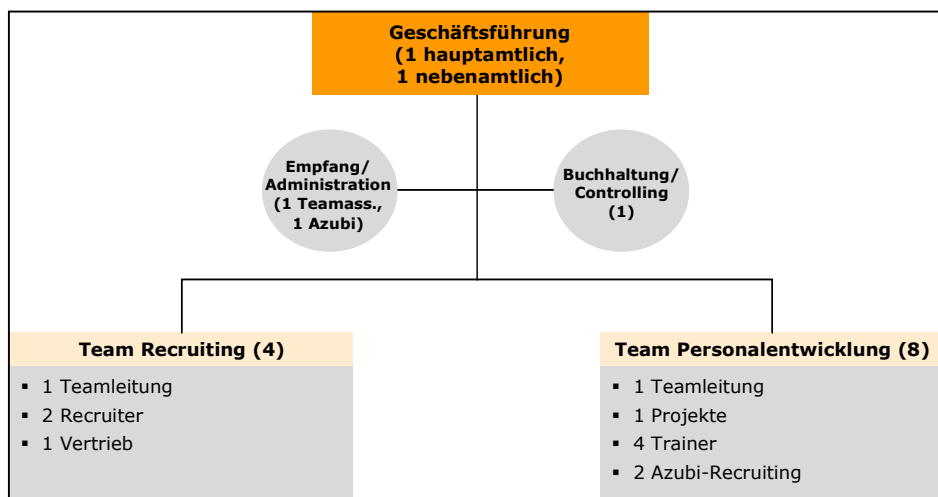 Geschäftsführung
(1 hauptamtlich,
1 nebenamtlich)
Empfang/
Administration
(1 Teamass.,
1 Azubi)
Buchhaltung/
Controlling
(1)
Team Recruiting (4)
▪ 1 Teamleitung
▪ 2 Recruiter
▪ 1 Vertrieb
Team Personalentwicklung (8)
▪ 1 Teamleitung
▪ 1 Projekte
▪ 4 Trainer
▪ 2 Azubi-Recruiting